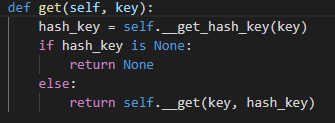 def get(self, key):
    hash_key = self.__get_hash_key(key)
    if hash_key is None:
        return None
    else:
        return self.__get(key, hash_key)